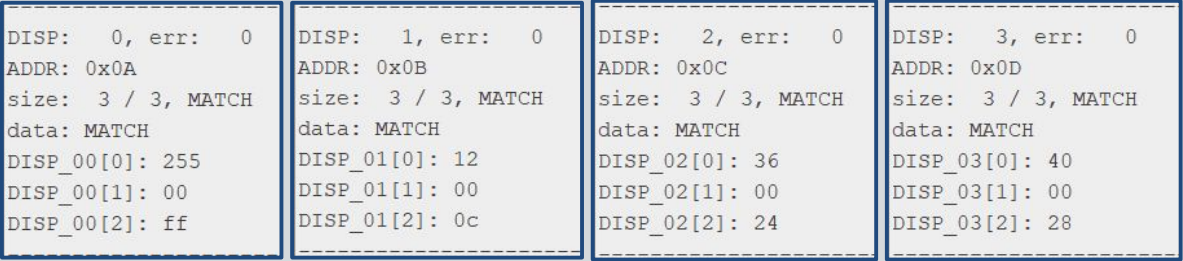 DISP:   0, err:   0
ADDR: 0x0A
size:  3 / 3, MATCH
data: MATCH
DISP_00[0]: 255
DISP_00[1]: 00
DISP_00[2]: ff
DISP:   1, err:   0
ADDR: 0x0B
size:  3 / 3, MATCH
data: MATCH
DISP_01[0]: 12
DISP_01[1]: 00
DISP_01[2]: 0c
DISP:   2, err:   0
ADDR: 0x0C
size:  3 / 3, MATCH
data: MATCH
DISP_02[0]: 36
DISP_02[1]: 00
DISP_02[2]: 24
DISP:   3, err:   0
ADDR: 0x0D
size:  3 / 3, MATCH
data: MATCH
DISP_03[0]: 40
DISP_03[1]: 00
DISP_03[2]: 28